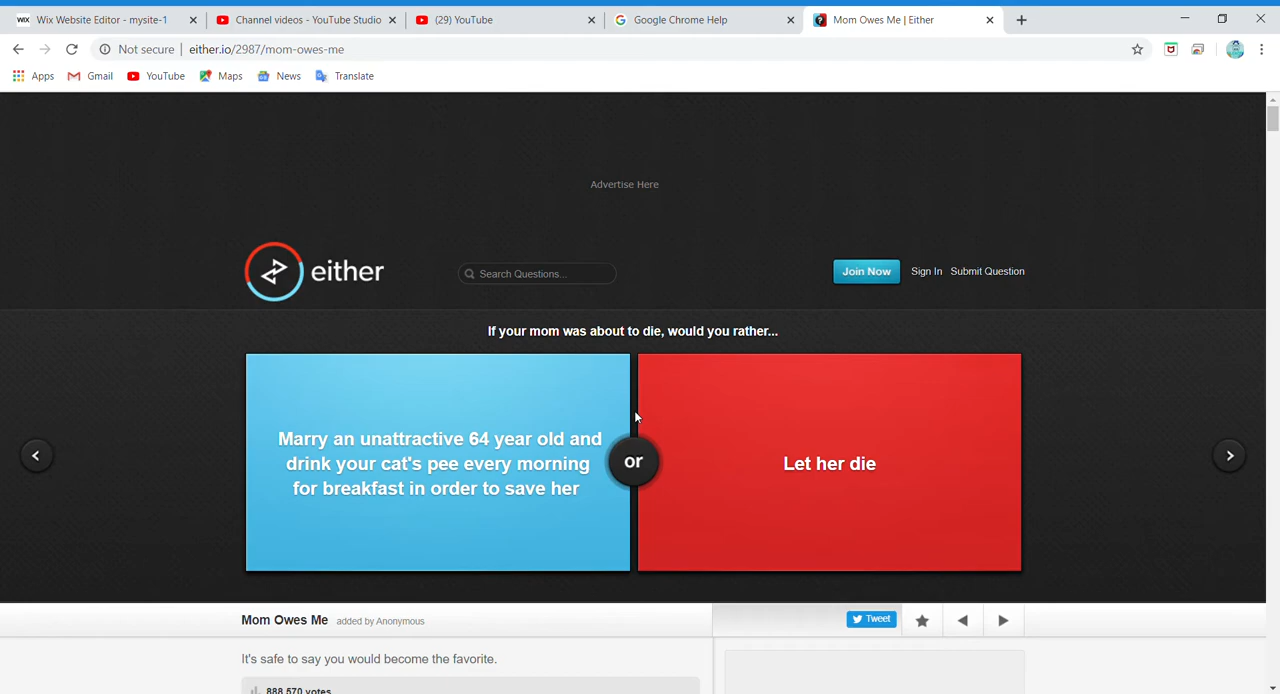 WIX Wix Website Editor - mysite-1
Channel videos - YouTube Studio
(29) YouTube
Google Chrome Help
Mom Owes Me | Either
Not secure | either.io/2987/mom-owes-me
Apps Gmail YouTube Maps News Translate
Advertise Here
either
Search Questions...
Join Now Sign In Submit Question
If your mom was about to die, would you rather...
Marry an unattractive 64 year old and
drink your cat's pee every morning
for breakfast in order to save her
or
Let her die
Mom Owes Me added by Anonymous
Tweet
It's safe to say you would become the favorite.
888,570 votes